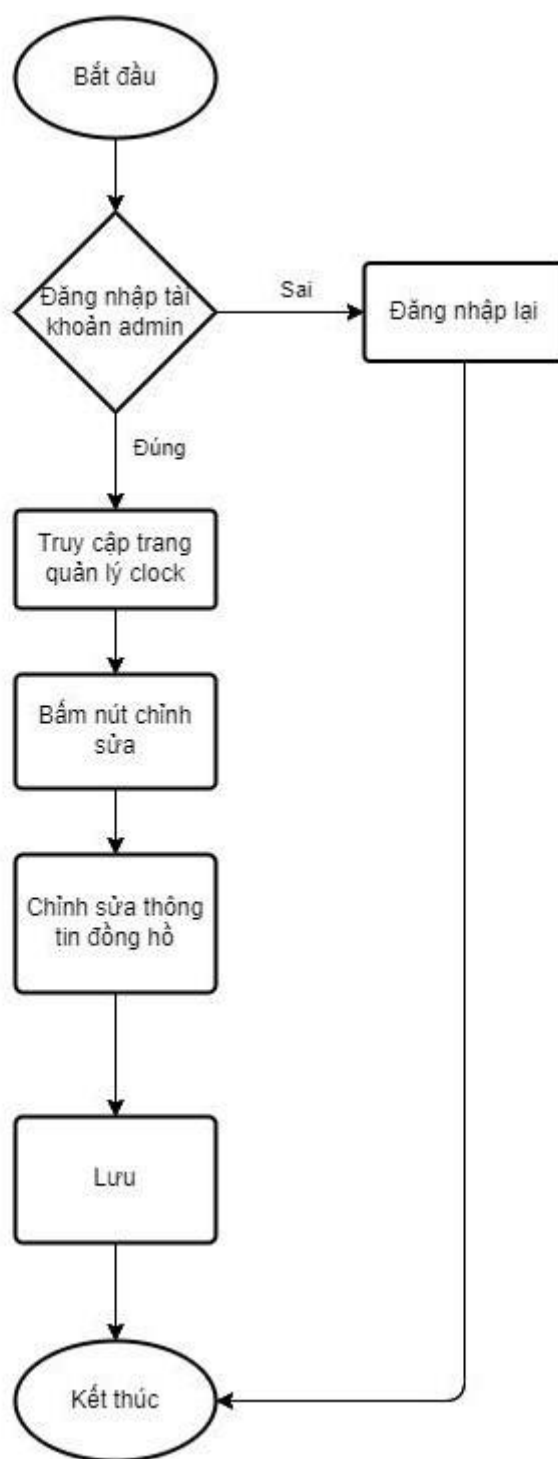 Bắt đầu
Đăng nhập tài
khoản admin
Sai
Đăng nhập lại
Đúng
Truy cập trang
quản lý clock
Bấm nút chỉnh
sửa
Chỉnh sửa thông
tin đồng hồ
Lưu
Kết thúc